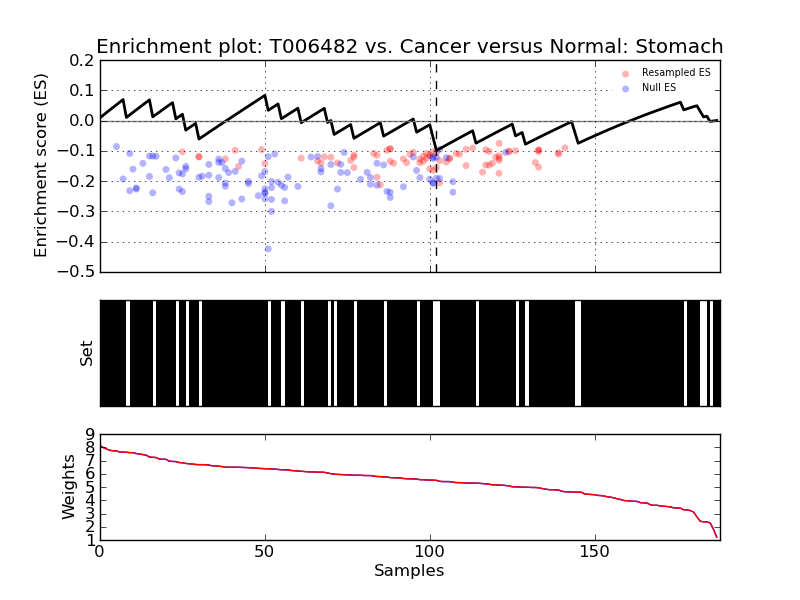 Enrichment plot: T006482 vs. Cancer versus Normal: Stomach
Enrichment score (ES)
0.2
0.1
0.0
−0.1
−0.2
−0.3
−0.4
−0.5
Resampled ES
Null ES
Set
Weights
9
8
7
6
5
4
3
2
1
0 50 100 150
Samples